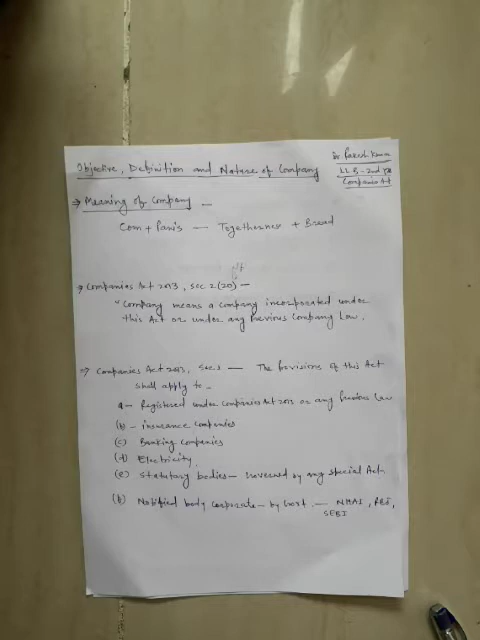 Dr Rakesh Kumar
LLB - 2nd yr
Companies Act
Objective, Definition and Nature of Company
→ Meaning of Company —
Com + Panis — Togetherness + Bread
→ Companies Act 2013, Sec 2(20) —
"Company means a company incorporated under
this Act or under any Previous Company Law.
→ Companies Act 2013, Sec. — The Provisions of this Act
shall apply to —
a — Registered under Companies Act 2013 or any Previous Law
(b) - insurance companies
(c) Banking companies
(d) Electricity,
(e) Statutory bodies — Governed by any special Act.
(f) Notified body corporate — by Govt. — NHAI, RBI,
SEBI